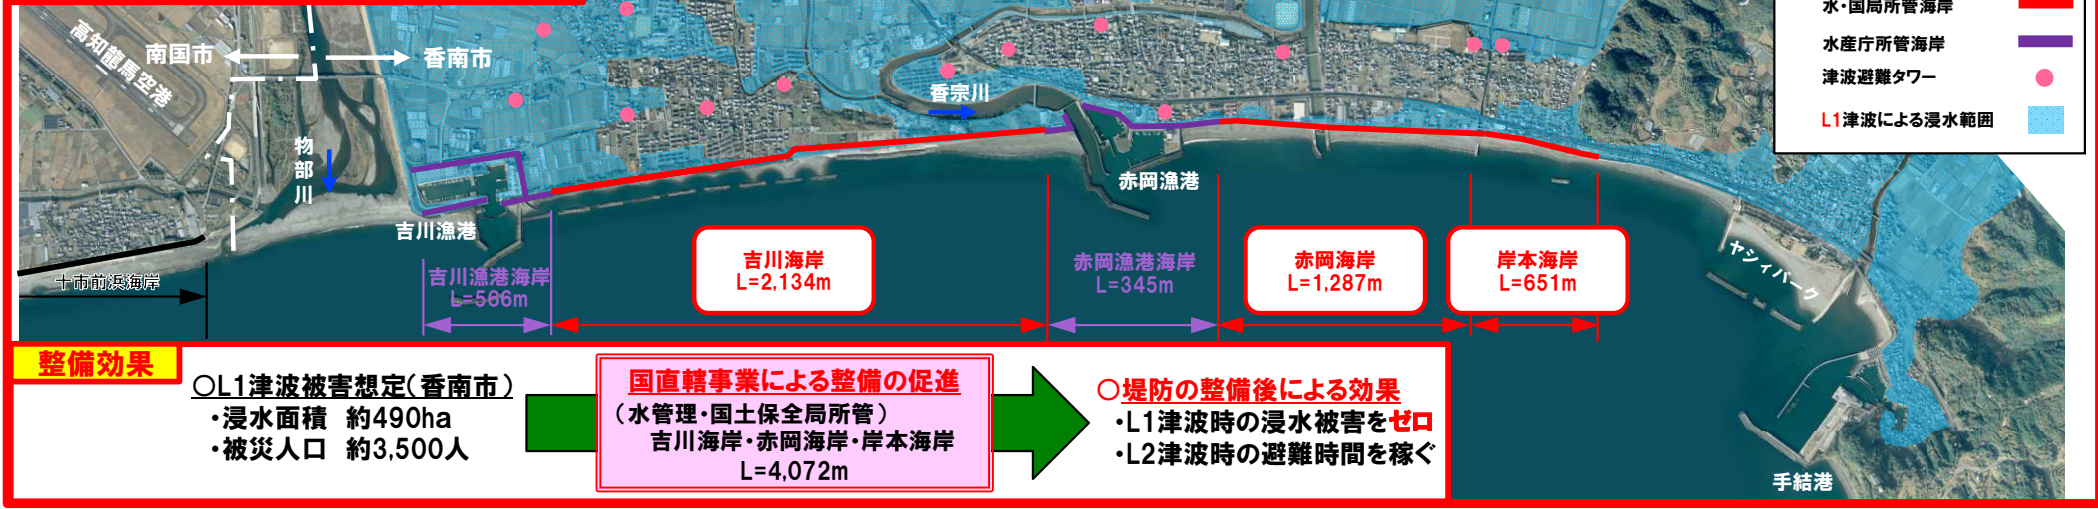 水・国局所管海岸
水産庁所管海岸
津波避難タワー
L1津波による浸水範囲
高知龍馬空港
南国市
香南市
物部川
香宗川
吉川漁港
赤岡漁港
十市前浜海岸
吉川漁港海岸
L=566m
吉川海岸
L=2,134m
赤岡漁港海岸
L=345m
赤岡海岸
L=1,287m
岸本海岸
L=651m
ヤシィパーク
手結港
整備効果
○L1津波被害想定(香南市)
・浸水面積 約490ha
・被災人口 約3,500人
国直轄事業による整備の促進
(水管理・国土保全局所管)
吉川海岸・赤岡海岸・岸本海岸
L=4,072m
○堤防の整備後による効果
・L1津波時の浸水被害をゼロ
・L2津波時の避難時間を稼ぐ